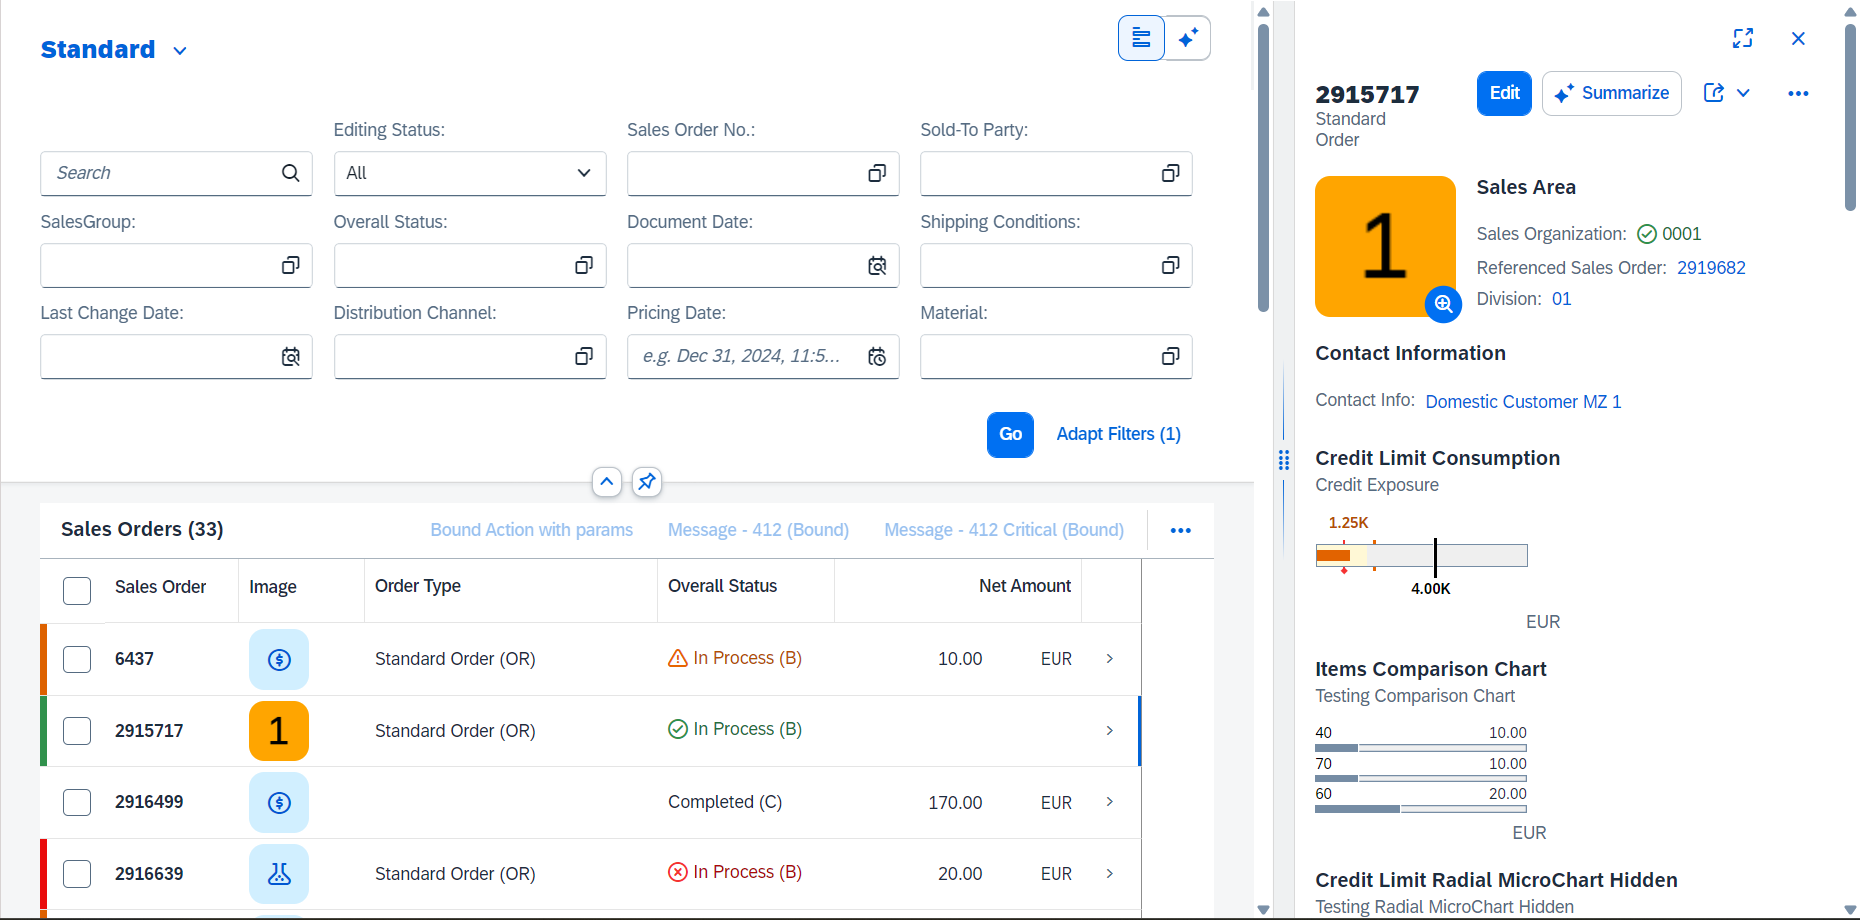 Standard
Editing Status:
Sales Order No.:
Sold-To Party:
Search
All
SalesGroup:
Overall Status:
Document Date:
Shipping Conditions:
Last Change Date:
Distribution Channel:
Pricing Date:
Material:
e.g. Dec 31, 2024, 11:5...
Go
Adapt Filters (1)
Sales Orders (33)
Bound Action with params
Message - 412 (Bound)
Message - 412 Critical (Bound)
Sales Order
Image
Order Type
Overall Status
Net Amount
6437
Standard Order (OR)
In Process (B)
10.00
EUR
2915717
1
Standard Order (OR)
In Process (B)
2916499
Completed (C)
170.00
EUR
2916639
Standard Order (OR)
In Process (B)
20.00
EUR
2915717
Standard
Order
Edit
Summarize
1
Sales Area
Sales Organization:
0001
Referenced Sales Order:
2919682
Division:
01
Contact Information
Contact Info:
Domestic Customer MZ 1
Credit Limit Consumption
Credit Exposure
1.25K
4.00K
EUR
Items Comparison Chart
Testing Comparison Chart
40
10.00
70
10.00
60
20.00
EUR
Credit Limit Radial MicroChart Hidden
Testing Radial MicroChart Hidden